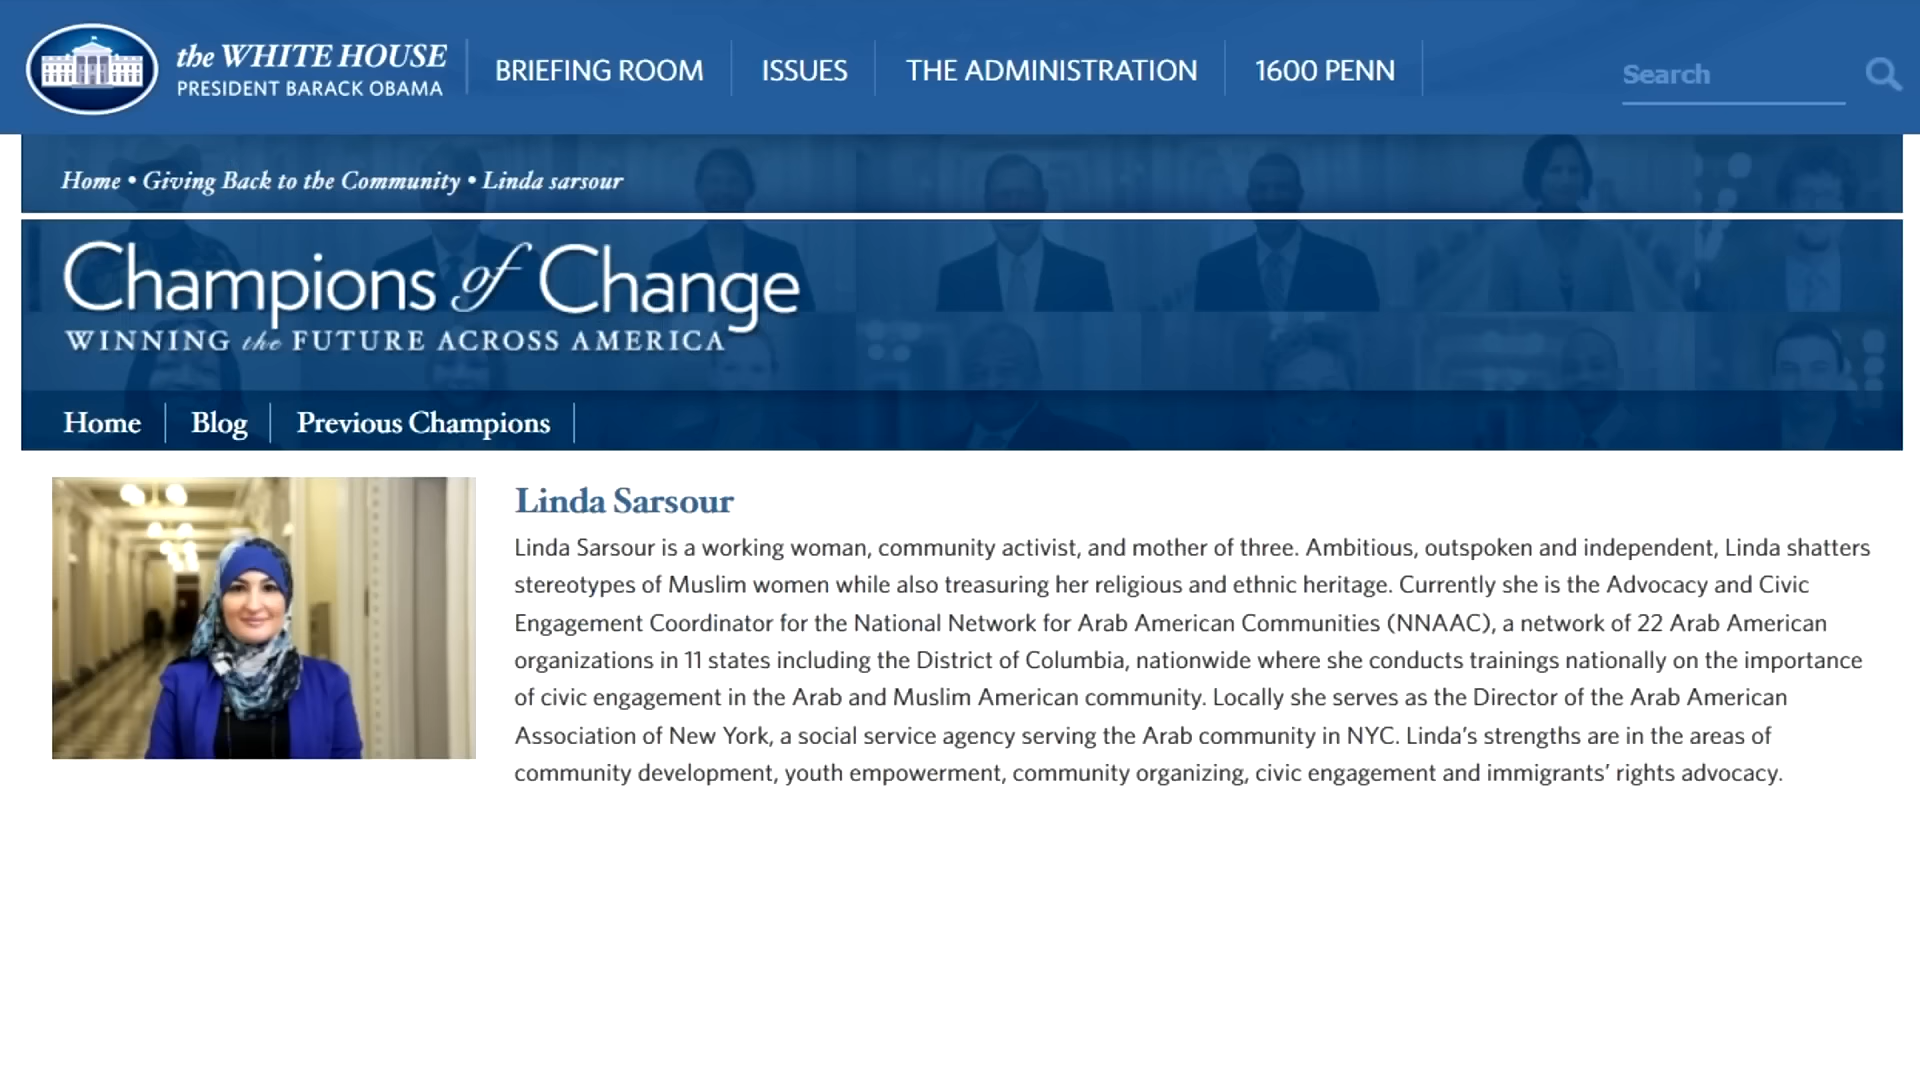 the WHITE HOUSE
PRESIDENT BARACK OBAMA
BRIEFING ROOM
ISSUES
THE ADMINISTRATION
1600 PENN
Search
Home • Giving Back to the Community • Linda sarsour
Champions of Change
WINNING the FUTURE ACROSS AMERICA
Home
Blog
Previous Champions
Linda Sarsour
Linda Sarsour is a working woman, community activist, and mother of three. Ambitious, outspoken and independent, Linda shatters
stereotypes of Muslim women while also treasuring her religious and ethnic heritage. Currently she is the Advocacy and Civic
Engagement Coordinator for the National Network for Arab American Communities (NNAAC), a network of 22 Arab American
organizations in 11 states including the District of Columbia, nationwide where she conducts trainings nationally on the importance
of civic engagement in the Arab and Muslim American community. Locally she serves as the Director of the Arab American
Association of New York, a social service agency serving the Arab community in NYC. Linda’s strengths are in the areas of
community development, youth empowerment, community organizing, civic engagement and immigrants’ rights advocacy.